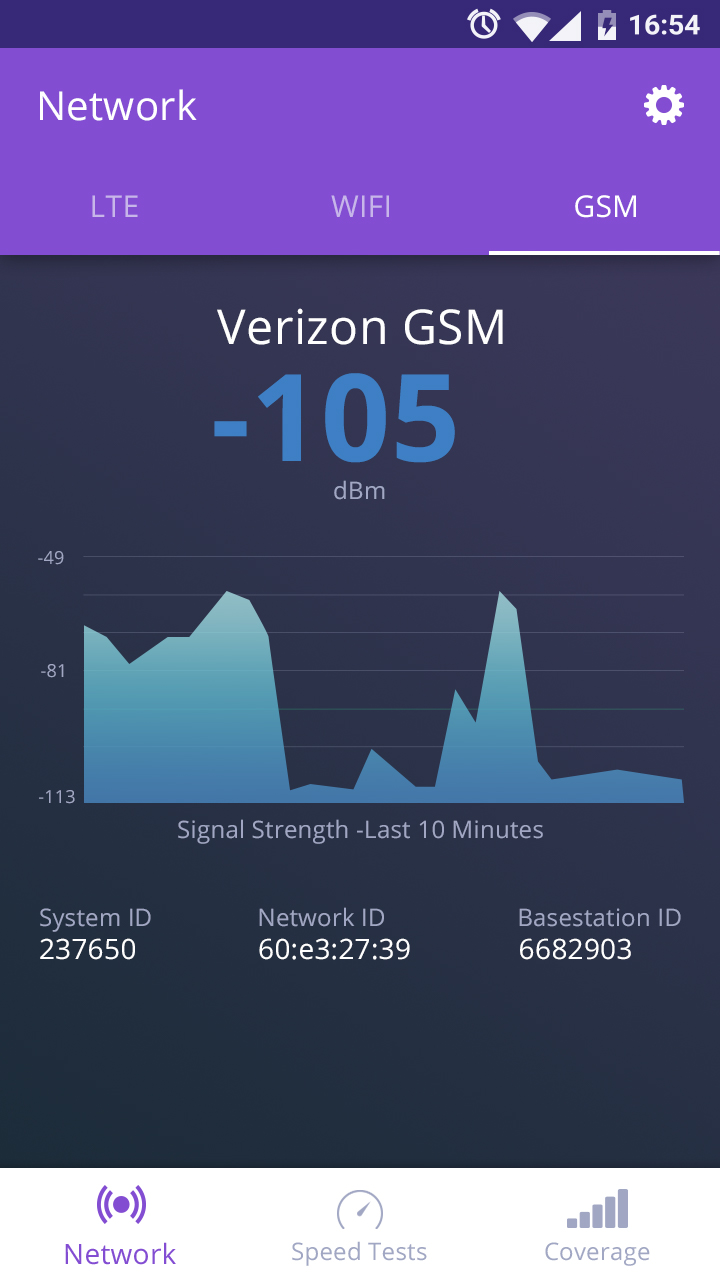 16:54
Network
LTE WIFI GSM
Verizon GSM
-105
dBm
-49
-81
-113
Signal Strength -Last 10 Minutes
System ID Network ID Basestation ID
237650 60:e3:27:39 6682903
Network Speed Tests Coverage